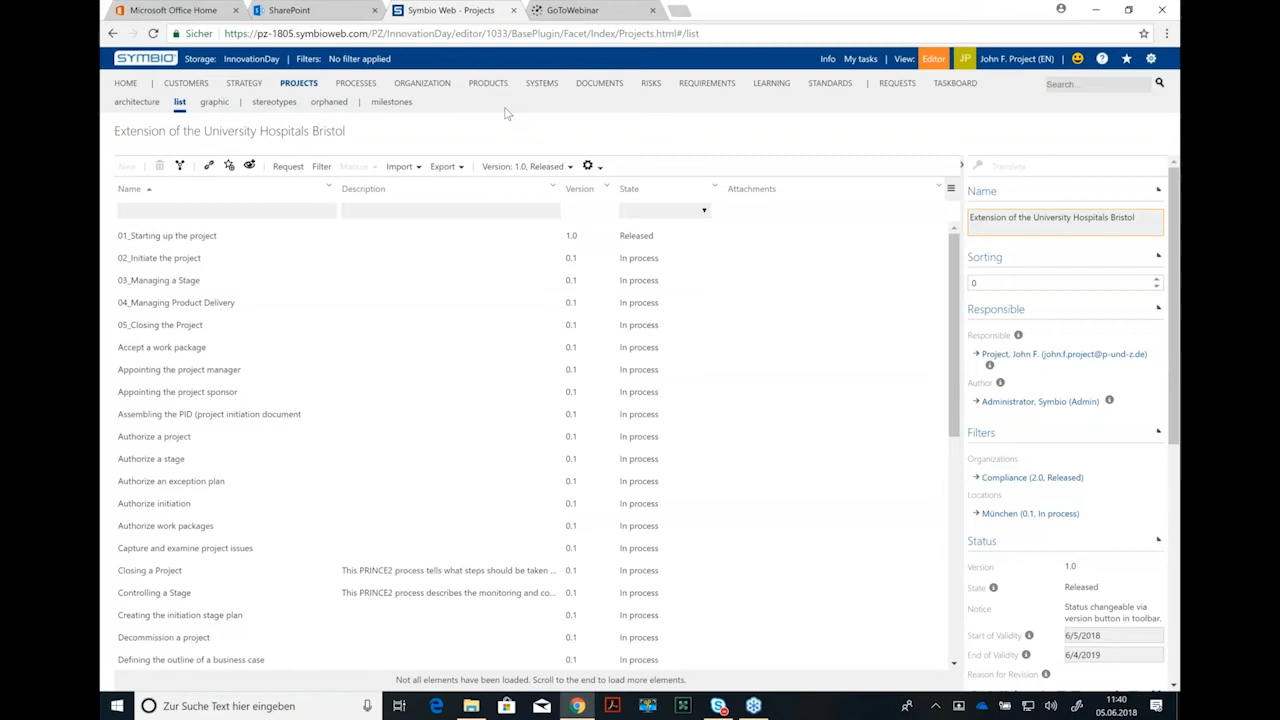 Microsoft Office Home
SharePoint
Symbio Web - Projects
GoToWebinar
Sicher
https://pz-1805.symbioweb.com/PZ/InnovationDay/editor/1033/BasePlugin/Facet/Index/Projects.html#/list
SYMBIO Storage: InnovationDay Filters: No filter applied Info My tasks View: Editor JP John F. Project (EN)
HOME CUSTOMERS STRATEGY PROJECTS PROCESSES ORGANIZATION PRODUCTS SYSTEMS DOCUMENTS RISKS REQUIREMENTS LEARNING STANDARDS REQUESTS TASKBOARD Search...
architecture list graphic stereotypes orphaned milestones
Extension of the University Hospitals Bristol
New Request Filter Import Export Version: 1.0, Released
Name Description Version State Attachments
01_Starting up the project 1.0 Released
02_Initiate the project 0.1 In process
03_Managing a Stage 0.1 In process
04_Managing Product Delivery 0.1 In process
05_Closing the Project 0.1 In process
Accept a work package 0.1 In process
Appointing the project manager 0.1 In process
Appointing the project sponsor 0.1 In process
Assembling the PID (project initiation document 0.1 In process
Authorize a project 0.1 In process
Authorize a stage 0.1 In process
Authorize an exception plan 0.1 In process
Authorize initiation 0.1 In process
Authorize work packages 0.1 In process
Capture and examine project issues 0.1 In process
Closing a Project This PRINCE2 process tells what steps should be taken ... 0.1 In process
Controlling a Stage This PRINCE2 process describes the monitoring and co... 0.1 In process
Creating the initiation stage plan 0.1 In process
Decommission a project 0.1 In process
Defining the outline of a business case 0.1 In process
Not all elements have been loaded. Scroll to the end to load more elements.
Translate
Name
Extension of the University Hospitals Bristol
Sorting
0
Responsible
Responsible
Project, John F. (john.f.project@p-und-z.de)
Author
Administrator, Symbio (Admin)
Filters
Organizations
Compliance (2.0, Released)
Locations
München (0.1, In process)
Status
Version 1.0
State Released
Notice Status changeable via
version button in toolbar.
Start of Validity 6/5/2018
End of Validity 6/4/2019
Reason for Revision
Zur Suche Text hier eingeben
11:40
05.06.2018